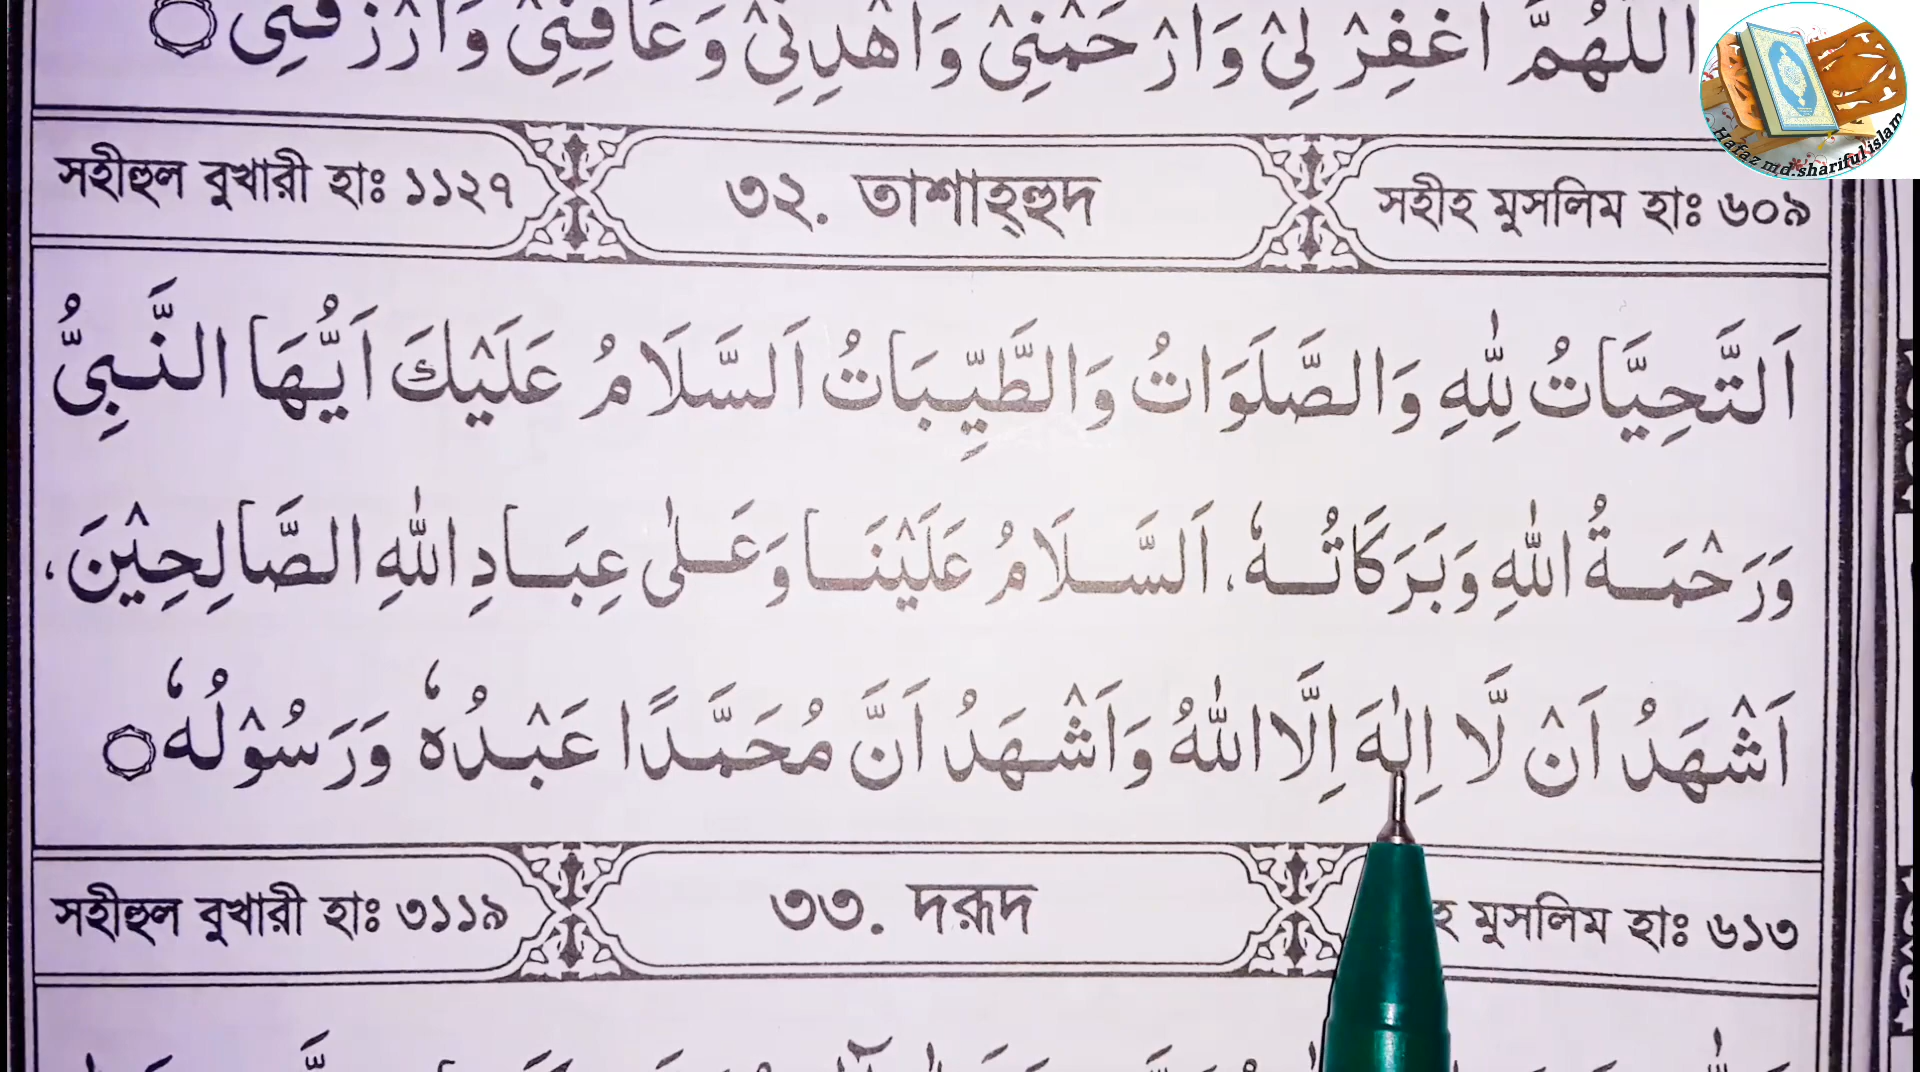 اللّٰهُمَّ اغْفِرْ لِيْ وَارْحَمْنِيْ وَاهْدِنِيْ وَعَافِنِيْ وَارْزُقْنِيْ
Hafaz md.shariful islam
সহীহুল বুখারী হাঃ ১১২৭
৩২. তাশাহ্হুদ
সহীহ মুসলিম হাঃ ৬০৯
اَلتَّحِيَّاتُ لِلّٰهِ وَالصَّلَوَاتُ وَالطَّيِّبَاتُ اَلسَّلَامُ عَلَيْكَ اَيُّهَا النَّبِيُّ
وَرَحْمَةُ اللّٰهِ وَبَرَكَاتُهٗ، اَلسَّلَامُ عَلَيْنَا وَعَلٰى عِبَادِ اللّٰهِ الصَّالِحِيْنَ،
اَشْهَدُ اَنْ لَّا اِلٰهَ اِلَّا اللّٰهُ وَاَشْهَدُ اَنَّ مُحَمَّدًا عَبْدُهٗ وَرَسُوْلُهٗ
সহীহুল বুখারী হাঃ ৩১১৯
৩৩. দরূদ
হ মুসলিম হাঃ ৬১৩